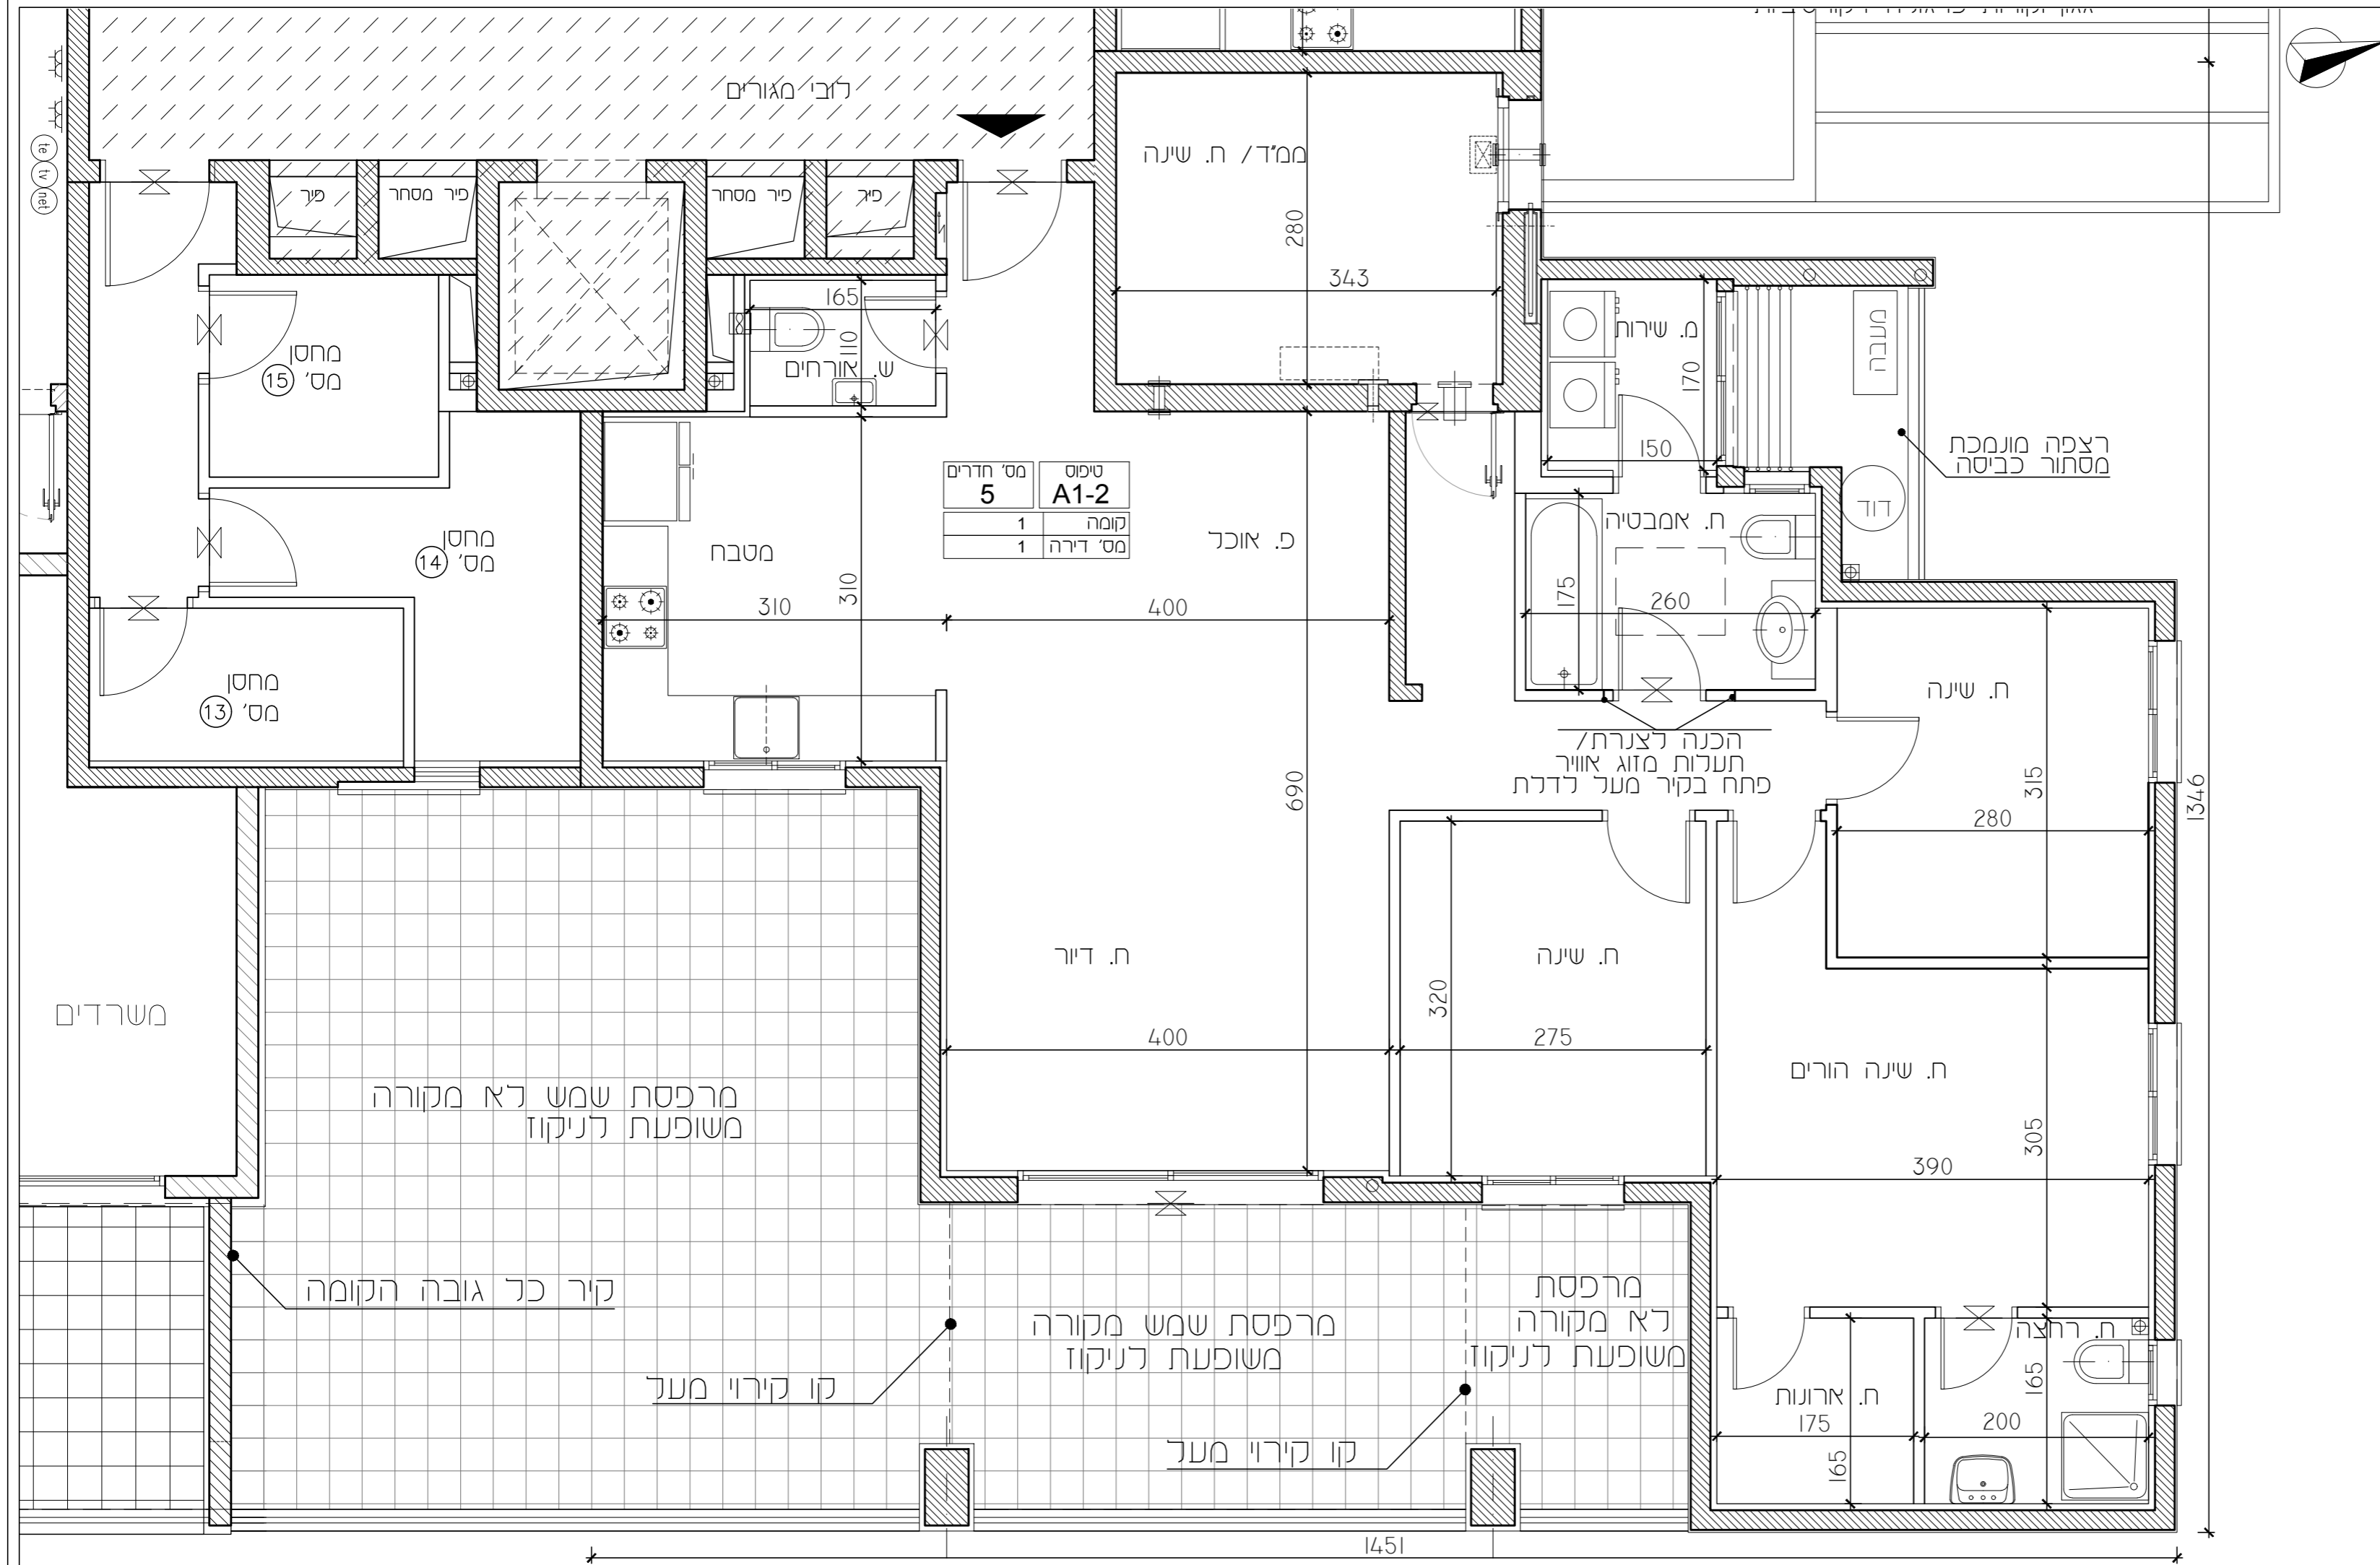 לובי מגורים
te
tv
net
פיר
פיר מסחר
פיר מסחר
פיר
ממ"ד/ ח. שינה
280
343
165
110
ש. אורחים
מ. שירות
170
150
מעבה
רצפה מונמכת
מסתור כביסה
דוד
מחסן
מס' 15
מחסן
מס' 14
מחסן
מס' 13
טיפוס
A1-2
מס' חדרים
5
קומה 1
מס' דירה 1
מטבח
פ. אוכל
310
310
400
ח. אמבטיה
175
260
ח. שינה
הכנה לצנרת/
תעלות מזוג אוויר
פתח בקיר מעל לדלת
315
280
1346
690
ח. דיור
400
ח. שינה
320
275
ח. שינה הורים
305
390
משרדים
מרפסת שמש לא מקורה
משופעת לניקוז
קיר כל גובה הקומה
מרפסת שמש מקורה
משופעת לניקוז
מרפסת
לא מקורה
משופעת לניקוז
קו קירוי מעל
קו קירוי מעל
ח. רחצה
165
200
ח. ארונות
175
165
1451